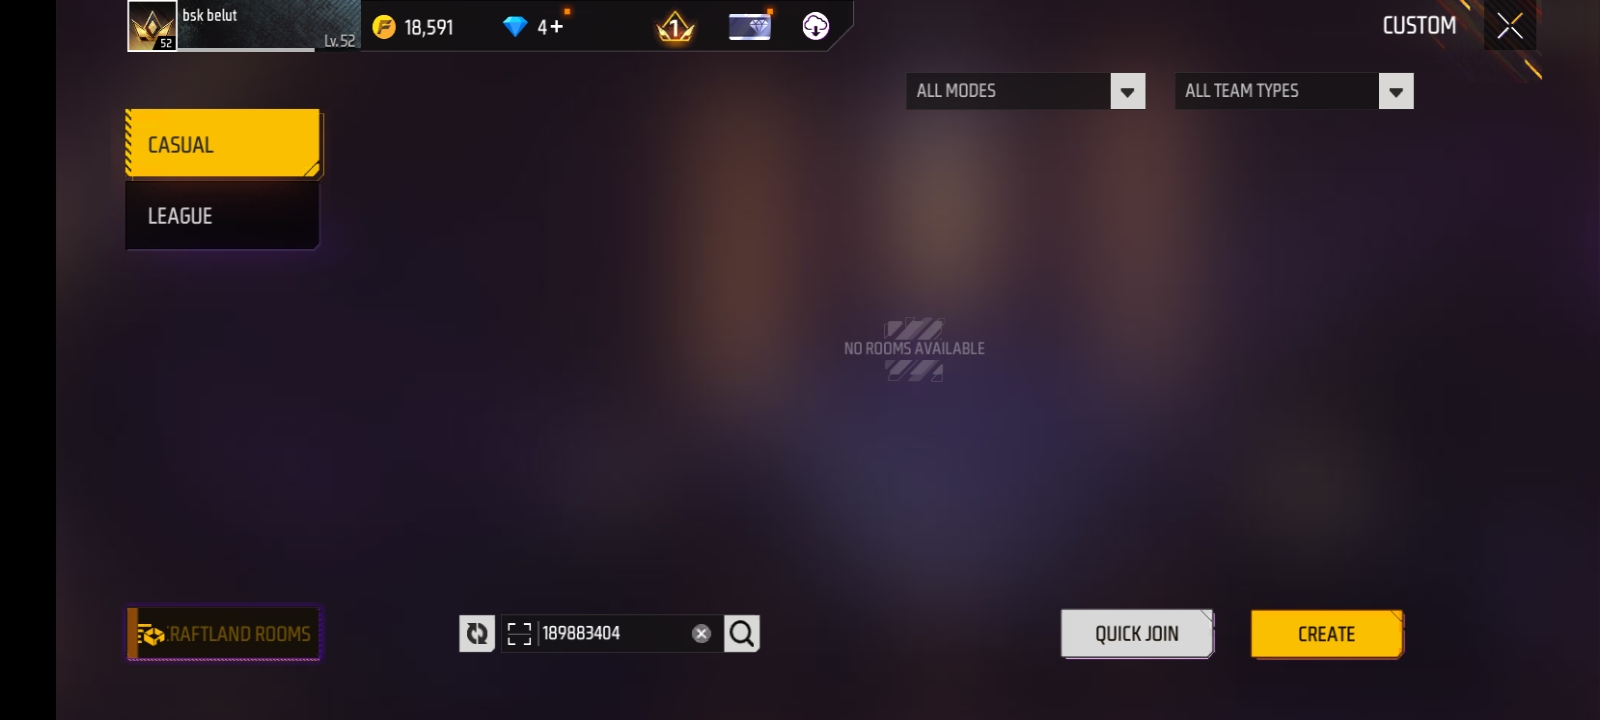 bsk belut
52
Lv. 52
18,591
4+
1
CUSTOM
ALL MODES
ALL TEAM TYPES
CASUAL
LEAGUE
NO ROOMS AVAILABLE
RAFTLAND ROOMS
189883404
QUICK JOIN
CREATE